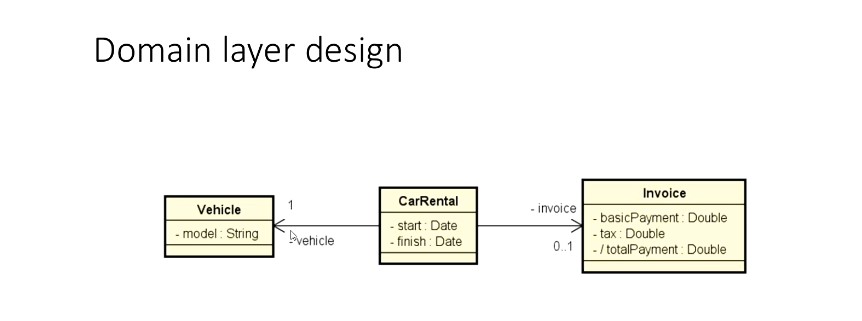 Domain layer design
Vehicle
- model : String
1
- vehicle
CarRental
- start : Date
- finish : Date
- invoice
0..1
Invoice
- basicPayment : Double
- tax : Double
- / totalPayment : Double